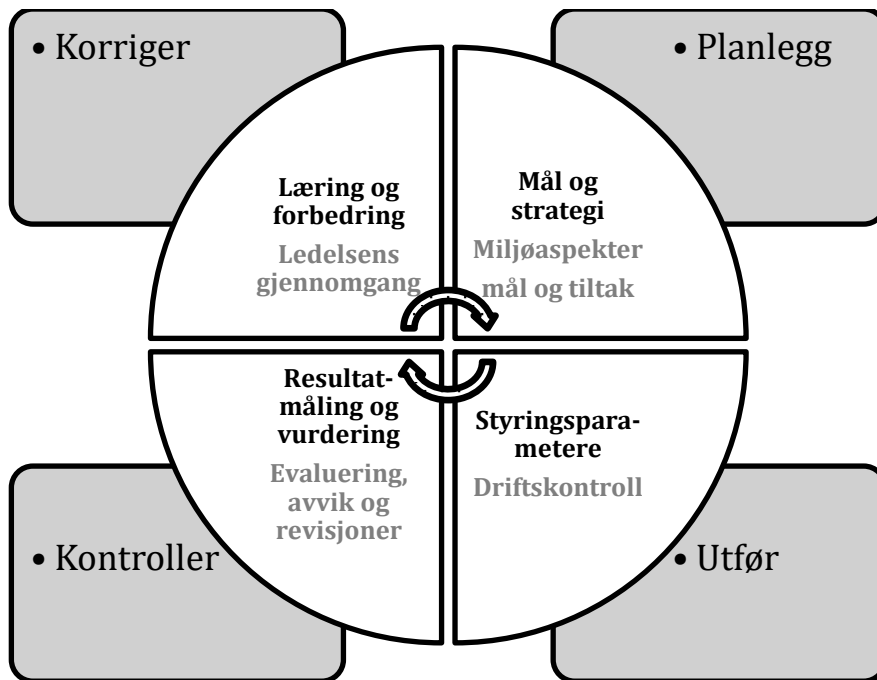 • Korriger
• Planlegg
Læring og
forbedring
Ledelsens
gjennomgang
Mål og
strategi
Miljøaspekter
mål og tiltak
Resultat-
måling og
vurdering
Evaluering,
avvik og
revisjoner
Styringspara-
metere
Driftskontroll
• Kontroller
• Utfør